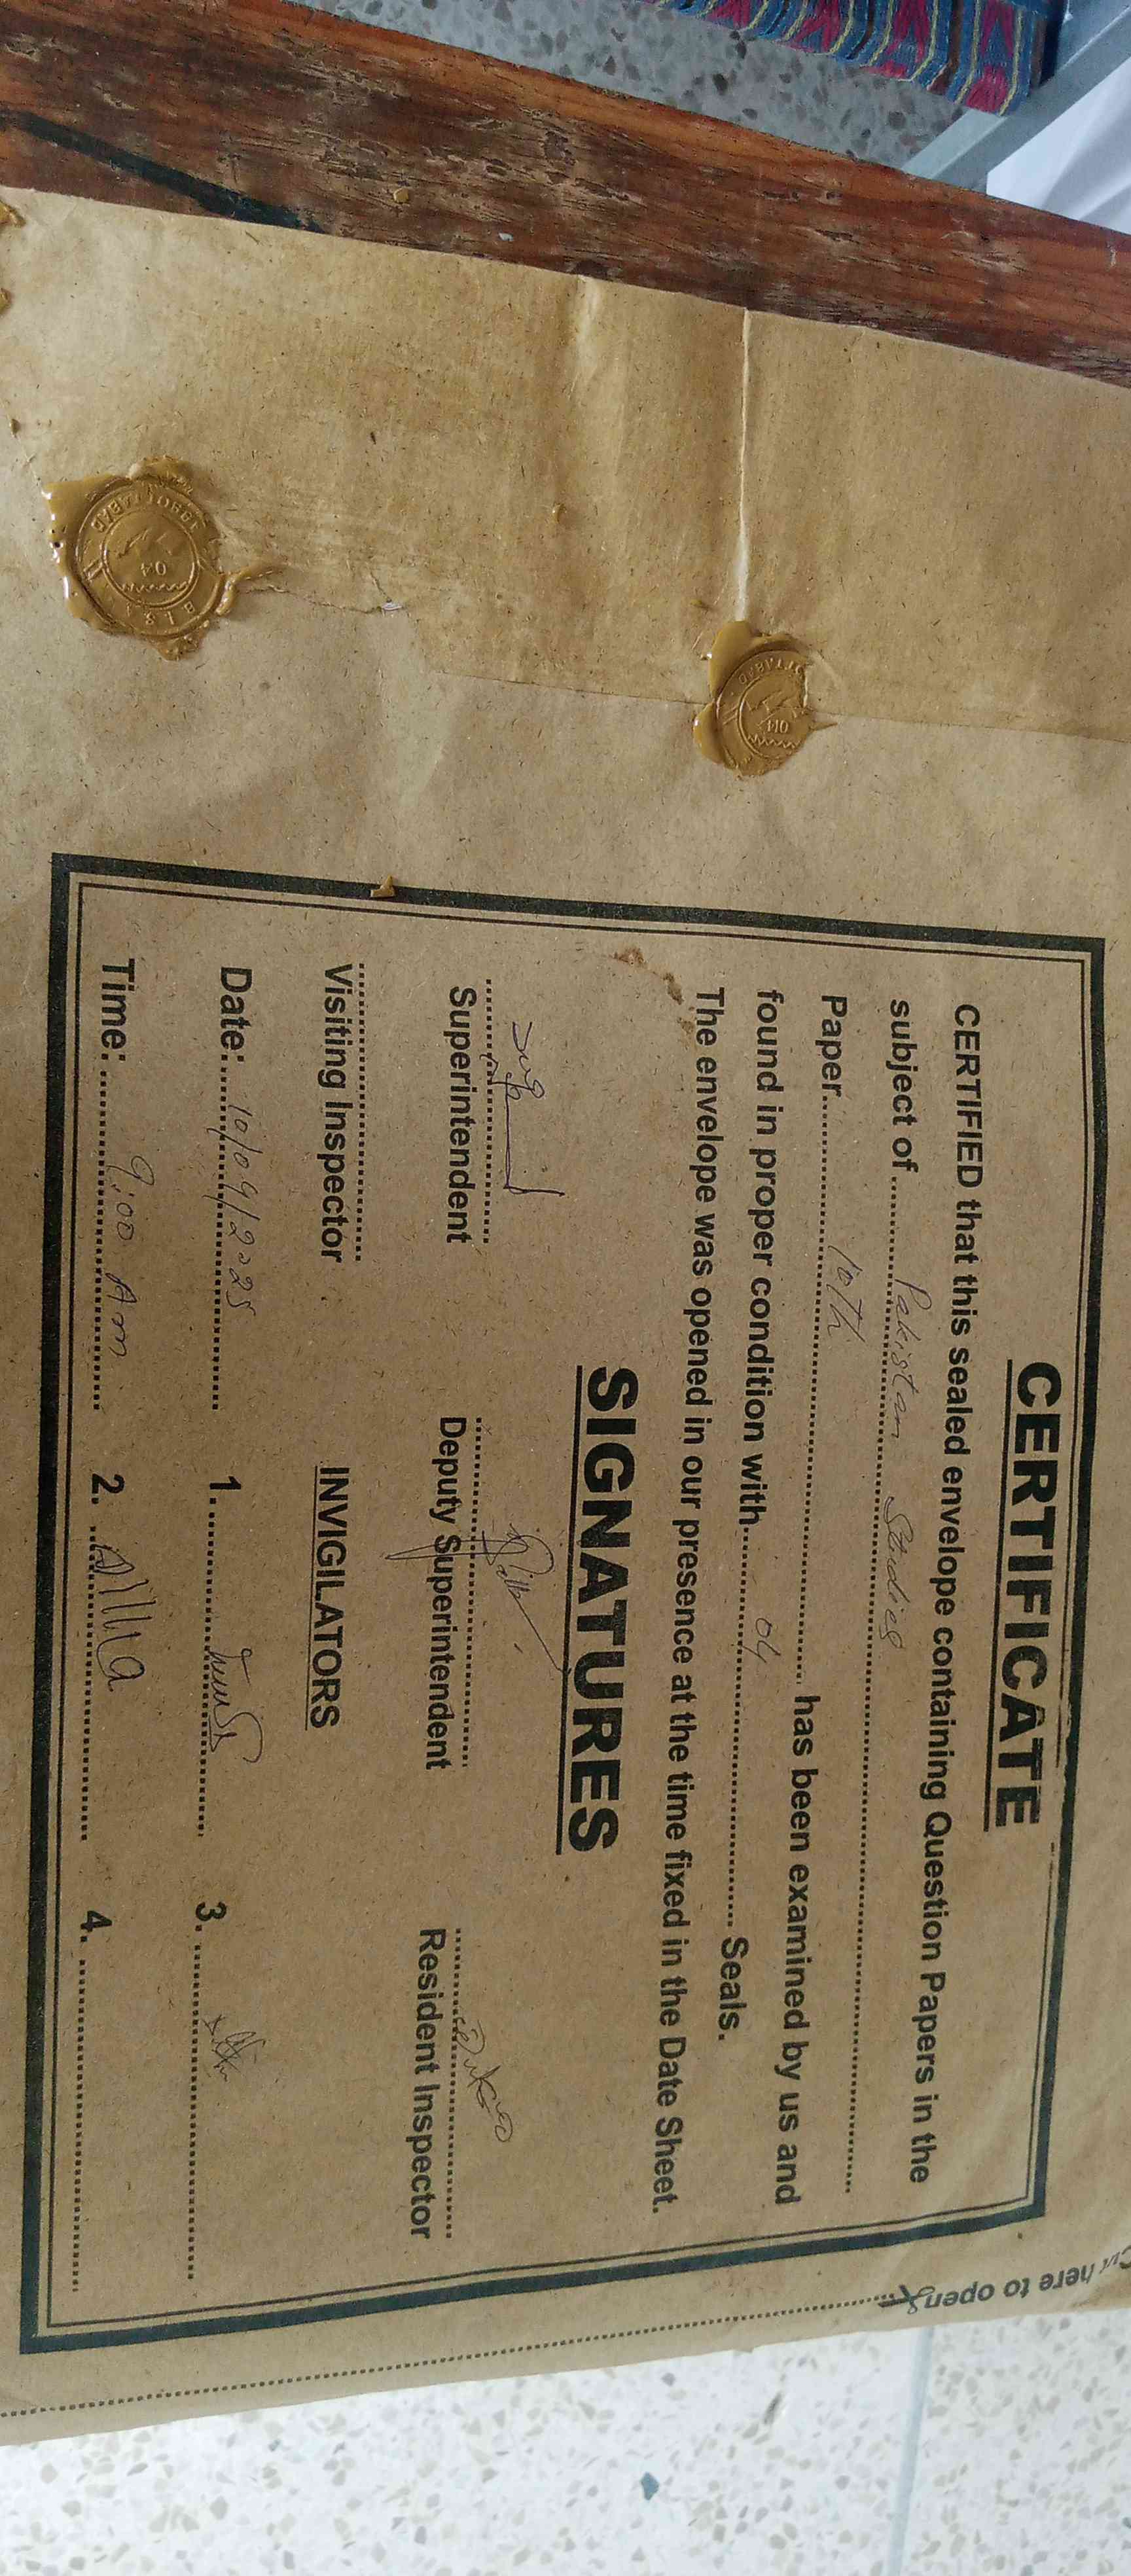 CERTIFICATE
CERTIFIED that this sealed envelope containing Question Papers in the
subject of ........ Pakistan Studies ........
Paper ........ 10th ........ has been examined by us and
found in proper condition with ........ 04 ........ Seals.
The envelope was opened in our presence at the time fixed in the Date Sheet.
SIGNATURES
Superintendent Deputy Superintendent Resident Inspector
Visiting Inspector INVIGILATORS
Date: 10/09/2025 1. 3.
Time: 9:00 Am 2. 4.
Cut here to open
ABBOTTABAD
04